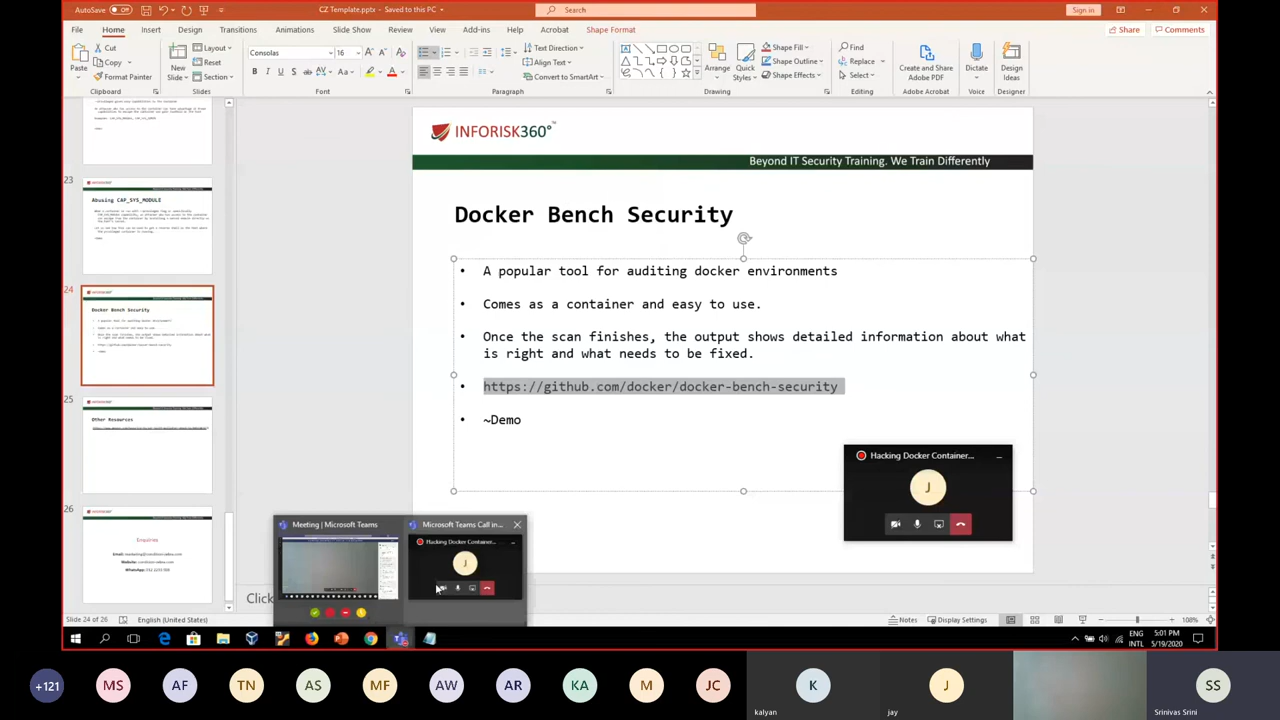 AutoSave Off CZ Template.pptx - Saved to this PC Search Sign in
File Home Insert Design Transitions Animations Slide Show Review View Add-ins Help Acrobat Shape Format Share Comments
Paste
Cut
Copy
Format Painter
Clipboard
New
Slide
Layout
Reset
Section
Slides
Consolas 16
Font
Text Direction
Align Text
Convert to SmartArt
Paragraph
Arrange
Quick
Styles
Shape Fill
Shape Outline
Shape Effects
Drawing
Find
Replace
Select
Editing
Create and Share
Adobe PDF
Adobe Acrobat
Dictate
Voice
Design
Ideas
Designer
23
Abusing CAP_SYS_MODULE
24
Docker Bench Security
25
Other Resources
26
Enquiries
INFORISK360°™
Beyond IT Security Training. We Train Differently
Docker Bench Security
• A popular tool for auditing docker environments
• Comes as a container and easy to use.
• Once the scan finishes, the output shows detailed information about what
is right and what needs to be fixed.
• https://github.com/docker/docker-bench-security
• ~Demo
Hacking Docker Container...
J
Meeting | Microsoft Teams
Microsoft Teams Call in...
Hacking Docker Container...
J
Click
Slide 24 of 26 English (United States) Notes Display Settings 108%
ENG
INTL
5:01 PM
5/19/2020
+121 MS AF TN AS MF AW AR KA M JC K J SS
kalyan jay Srinivas Srini